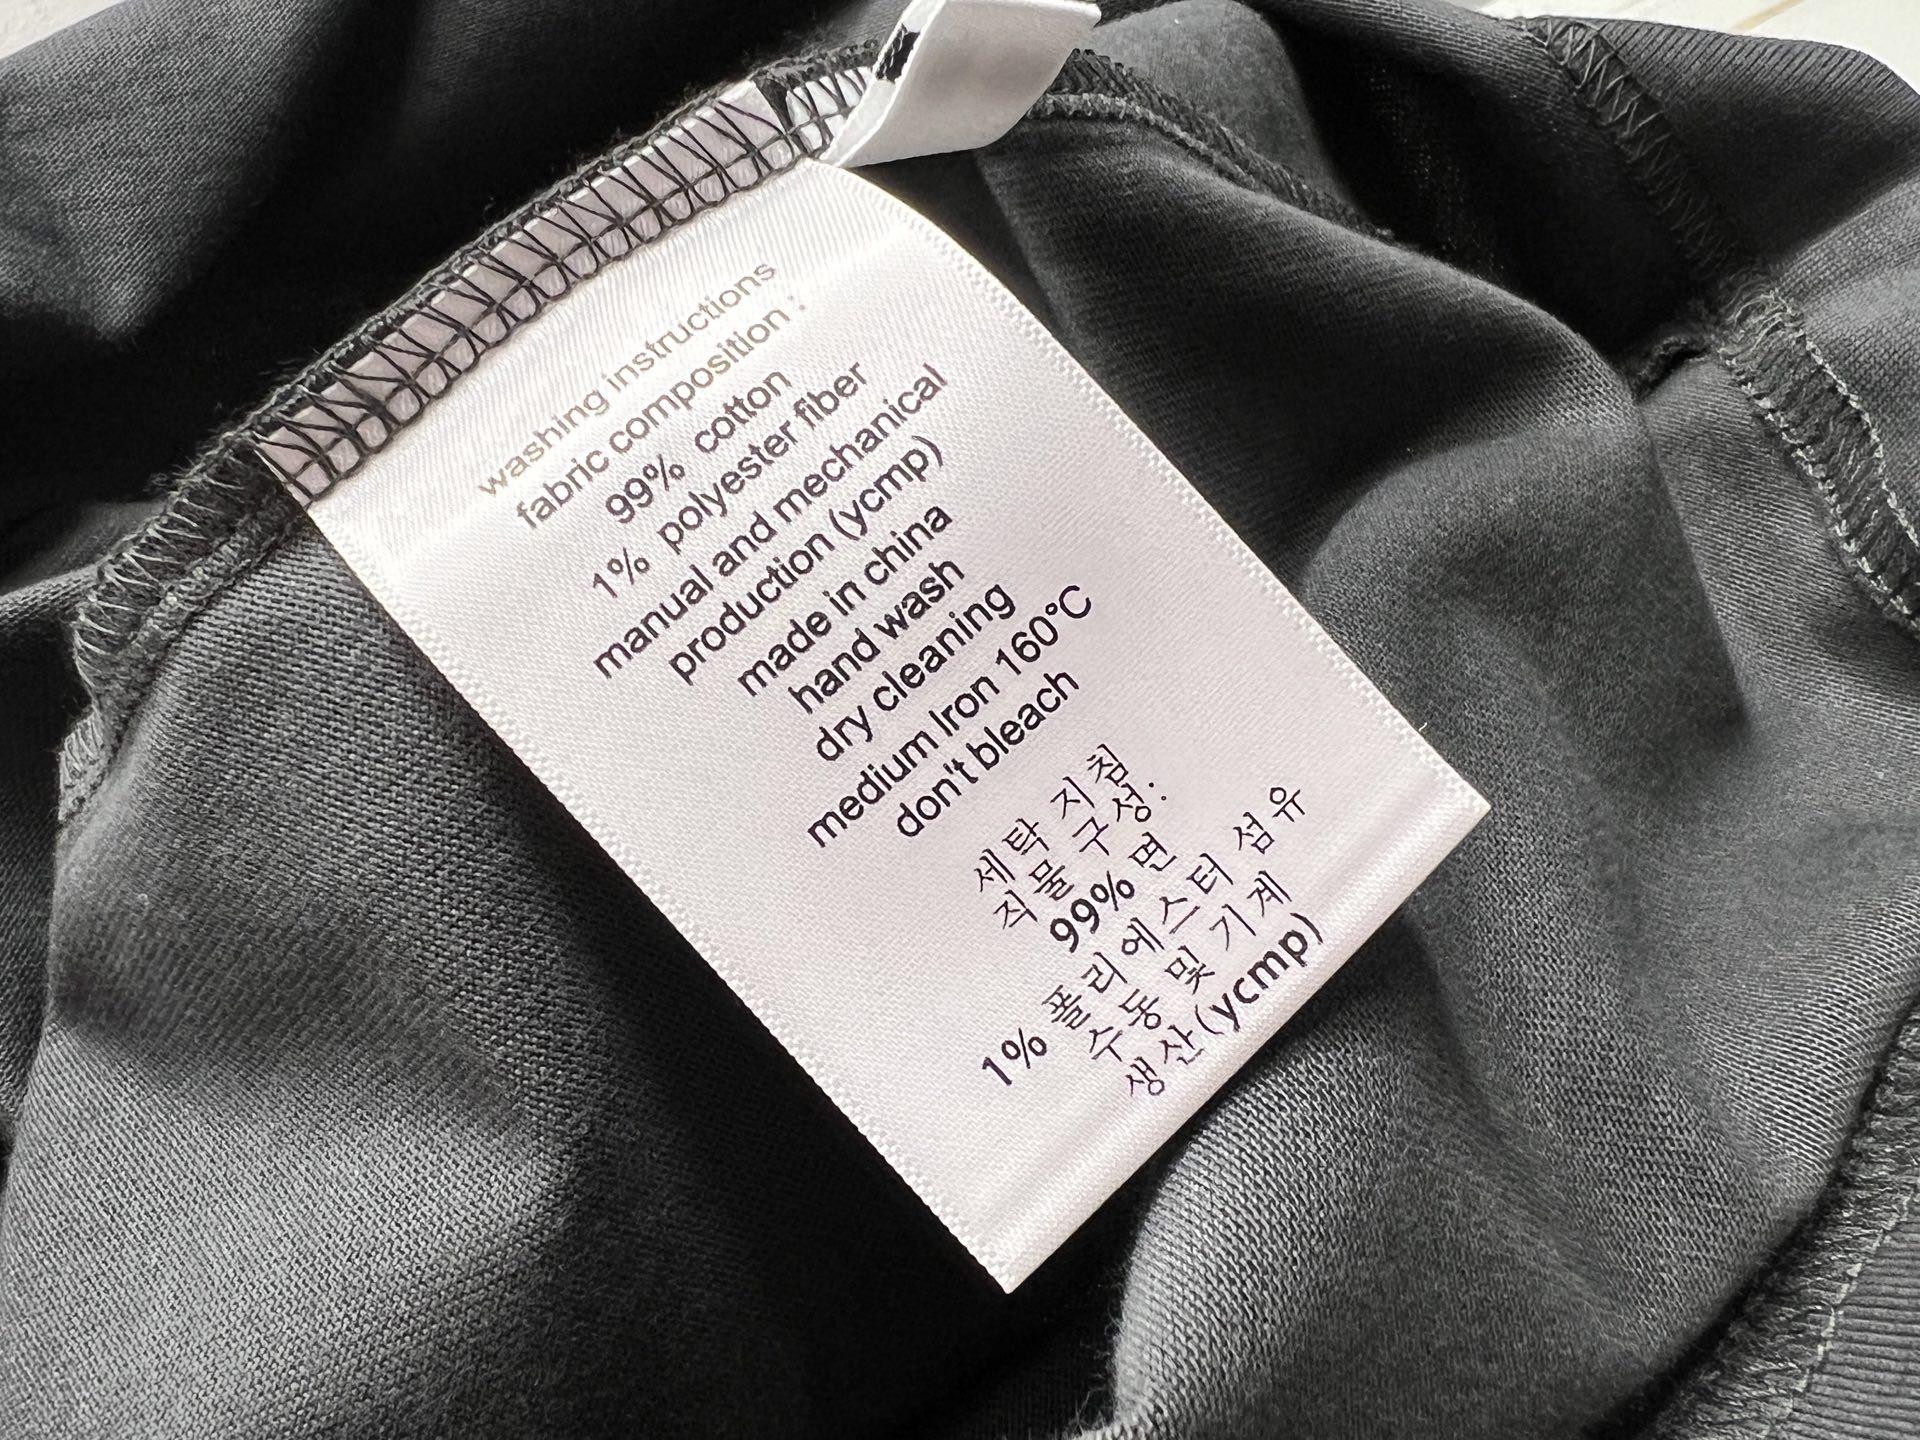 washing instructions
fabric composition :
99% cotton
1% polyester fiber
manual and mechanical
production (ycmp)
made in china
hand wash
dry cleaning
medium Iron 160°C
don't bleach
세탁 지침
직물 구성:
99% 면
1% 폴리에스터 섬유
수동 및 기계
생산(ycmp)